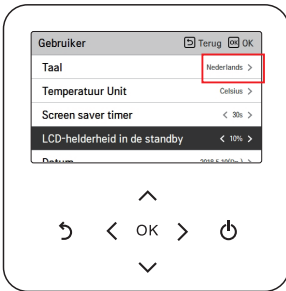 Gebruiker Terug OK OK
Taal Nederlands >
Temperatuur Unit Celsius >
Screen saver timer < 30s >
LCD-helderheid in de standby < 10% >
Datum
OK